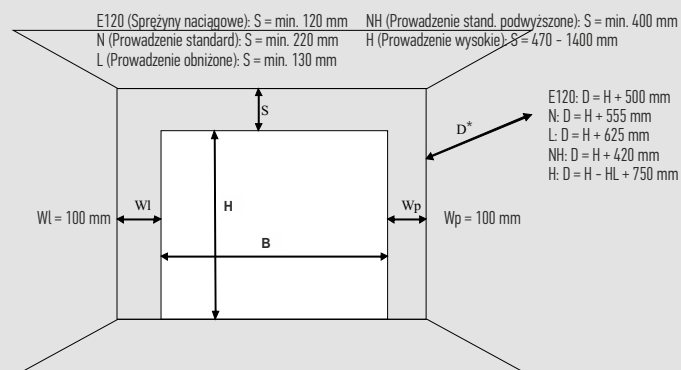 E120 (Sprężyny naciągowe): S = min. 120 mm
NH (Prowadzenie stand. podwyższone): S = min. 400 mm
N (Prowadzenie standard): S = min. 220 mm
H (Prowadzenie wysokie): S = 470 - 1400 mm
L (Prowadzenie obniżone): S = min. 130 mm
S
D*
E120: D = H + 500 mm
N: D = H + 555 mm
L: D = H + 625 mm
NH: D = H + 420 mm
H: D = H - HL + 750 mm
Wl = 100 mm
Wl
H
Wp
Wp = 100 mm
B